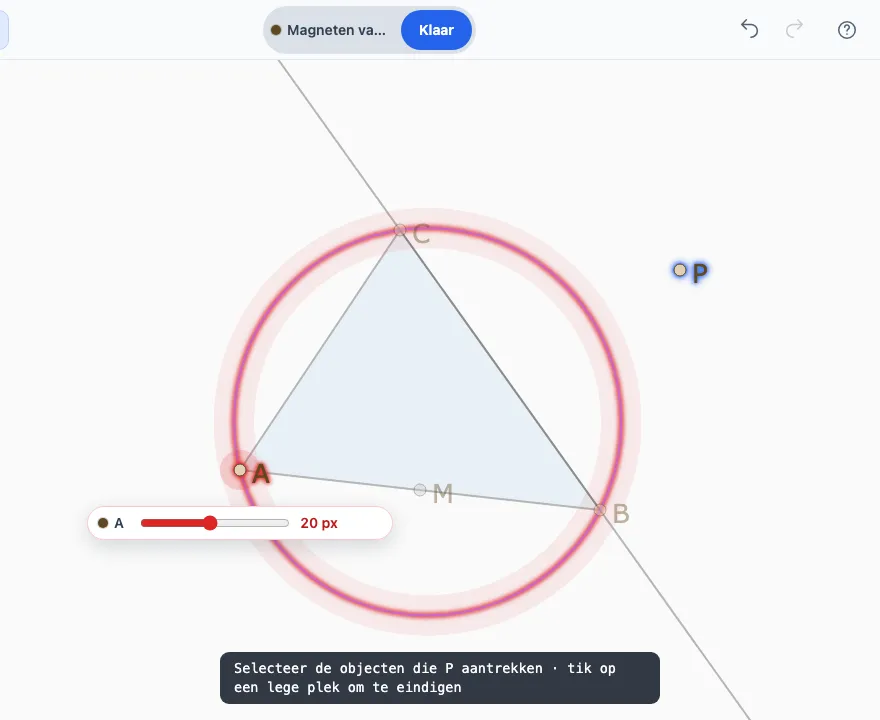 Magneten va...
Klaar
C
P
A
M
B
A
20 px
Selecteer de objecten die P aantrekken · tik op
een lege plek om te eindigen